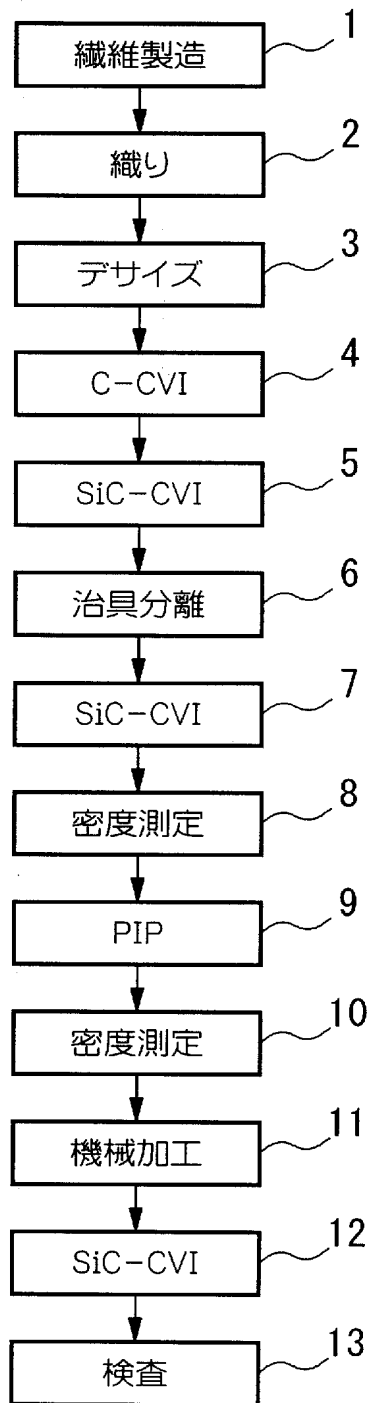 1
繊維製造
2
織り
3
デサイズ
4
C-CVI
5
SiC-CVI
6
治具分離
7
SiC-CVI
8
密度測定
9
PIP
10
密度測定
11
機械加工
12
SiC-CVI
13
検査